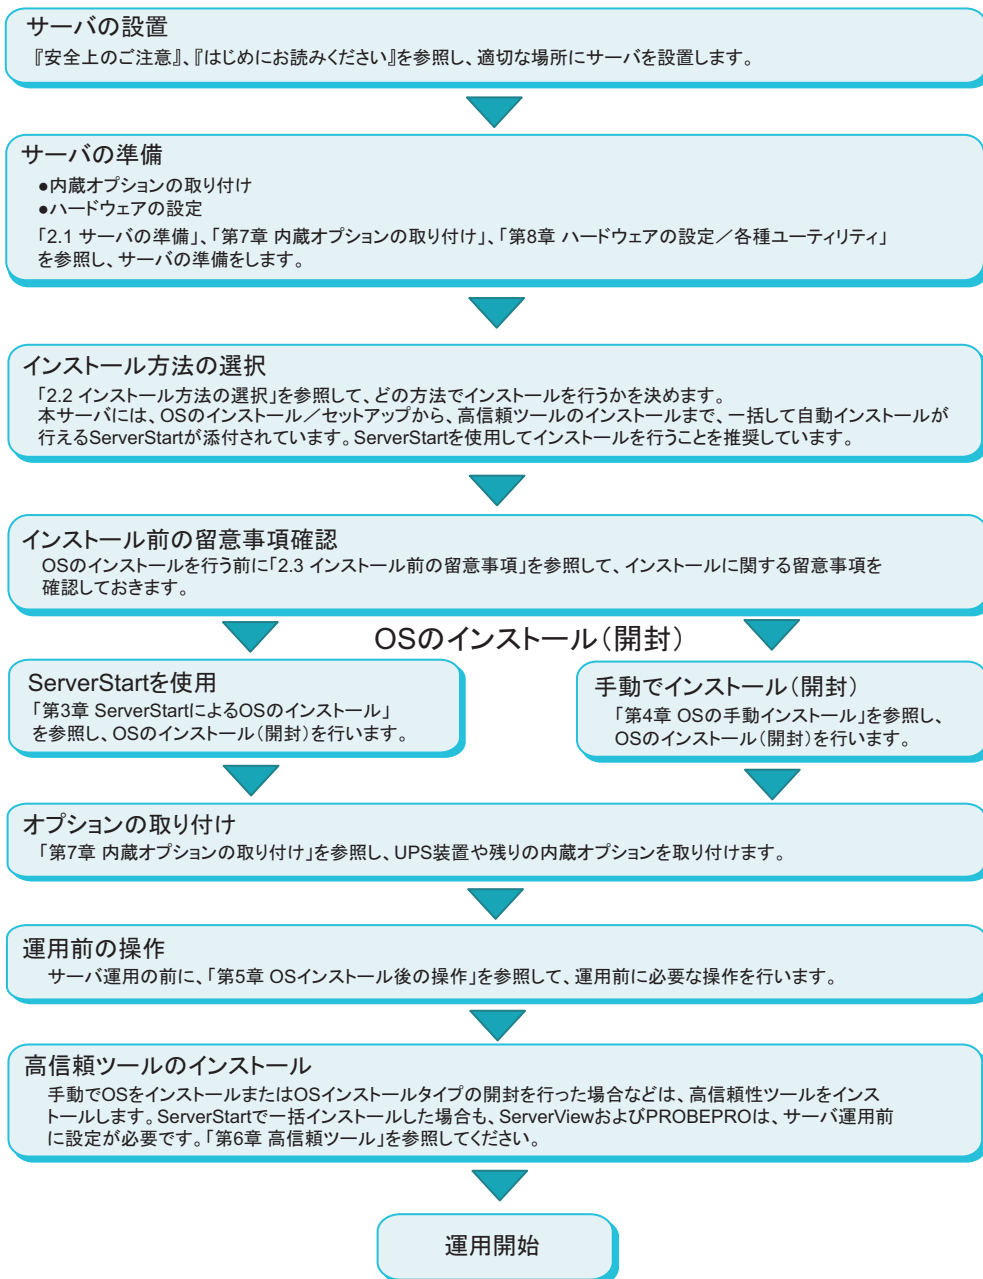 サーバの設置
『安全上のご注意』、『はじめにお読みください』を参照し、適切な場所にサーバを設置します。
サーバの準備
●内蔵オプションの取り付け
●ハードウェアの設定
「2.1 サーバの準備」、「第7章 内蔵オプションの取り付け」、「第8章 ハードウェアの設定／各種ユーティリティ」
を参照し、サーバの準備をします。
インストール方法の選択
「2.2 インストール方法の選択」を参照して、どの方法でインストールを行うかを決めます。
本サーバには、OSのインストール／セットアップから、高信頼ツールのインストールまで、一括して自動インストールが
行えるServerStartが添付されています。ServerStartを使用してインストールを行うことを推奨しています。
インストール前の留意事項確認
OSのインストールを行う前に「2.3 インストール前の留意事項」を参照して、インストールに関する留意事項を
確認しておきます。
OSのインストール（開封）
ServerStartを使用
「第3章 ServerStartによるOSのインストール」
を参照し、OSのインストール（開封）を行います。
手動でインストール（開封）
「第4章 OSの手動インストール」を参照し、
OSのインストール（開封）を行います。
オプションの取り付け
「第7章 内蔵オプションの取り付け」を参照し、UPS装置や残りの内蔵オプションを取り付けます。
運用前の操作
サーバ運用の前に、「第5章 OSインストール後の操作」を参照して、運用前に必要な操作を行います。
高信頼ツールのインストール
手動でOSをインストールまたはOSインストールタイプの開封を行った場合などは、高信頼性ツールをインス
トールします。ServerStartで一括インストールした場合も、ServerViewおよびPROBEPROは、サーバ運用前
に設定が必要です。「第6章 高信頼ツール」を参照してください。
運用開始